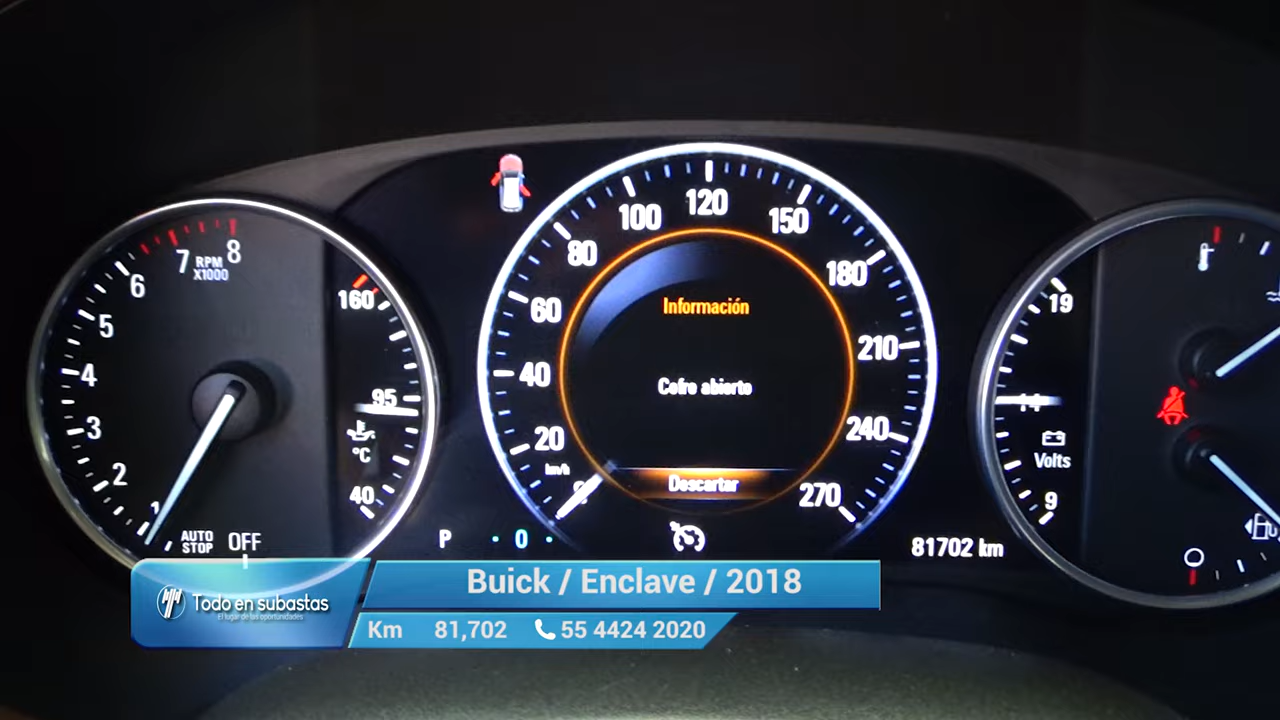 8
7
RPM
X1000
6
5
4
3
2
1
AUTO
STOP
OFF
160
95
°C
40
120
100
150
80
180
60
210
40
240
20
km/h
0
270
Información
Cofre abierto
Descartar
P
0
81702 km
19
14
Volts
9
Todo en subastas
El lugar de las oportunidades
Buick / Enclave / 2018
Km 81,702 55 4424 2020